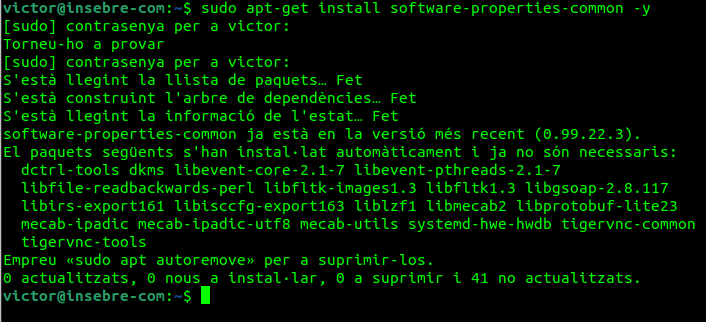 victor@insebre-com:~$ sudo apt-get install software-properties-common -y
[sudo] contrasenya per a victor:
Torneu-ho a provar
[sudo] contrasenya per a victor:
S'està llegint la llista de paquets… Fet
S'està construint l'arbre de dependències… Fet
S'està llegint la informació de l'estat… Fet
software-properties-common ja està en la versió més recent (0.99.22.3).
El paquets següents s'han instal·lat automàticament i ja no són necessaris:
  dctrl-tools dkms libevent-core-2.1-7 libevent-pthreads-2.1-7
  libfile-readbackwards-perl libfltk-images1.3 libfltk1.3 libgsoap-2.8.117
  libirs-export161 libisccfg-export163 liblzf1 libmecab2 libprotobuf-lite23
  mecab-ipadic mecab-ipadic-utf8 mecab-utils systemd-hwe-hwdb tigervnc-common
  tigervnc-tools
Empreu «sudo apt autoremove» per a suprimir-los.
0 actualitzats, 0 nous a instal·lar, 0 a suprimir i 41 no actualitzats.
victor@insebre-com:~$